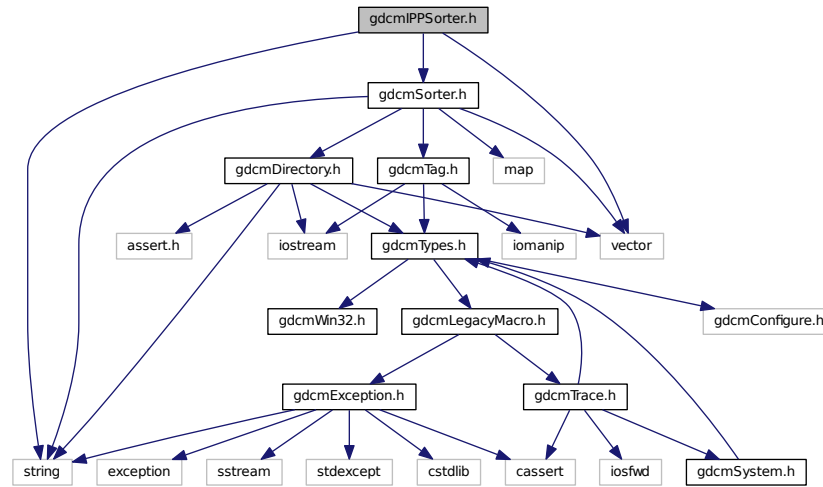 gdcmIPPSorter.h
gdcmSorter.h
gdcmDirectory.h
gdcmTag.h
map
assert.h
iostream
gdcmTypes.h
iomanip
vector
gdcmWin32.h
gdcmLegacyMacro.h
gdcmConfigure.h
gdcmException.h
gdcmTrace.h
string
exception
sstream
stdexcept
cstdlib
cassert
iosfwd
gdcmSystem.h